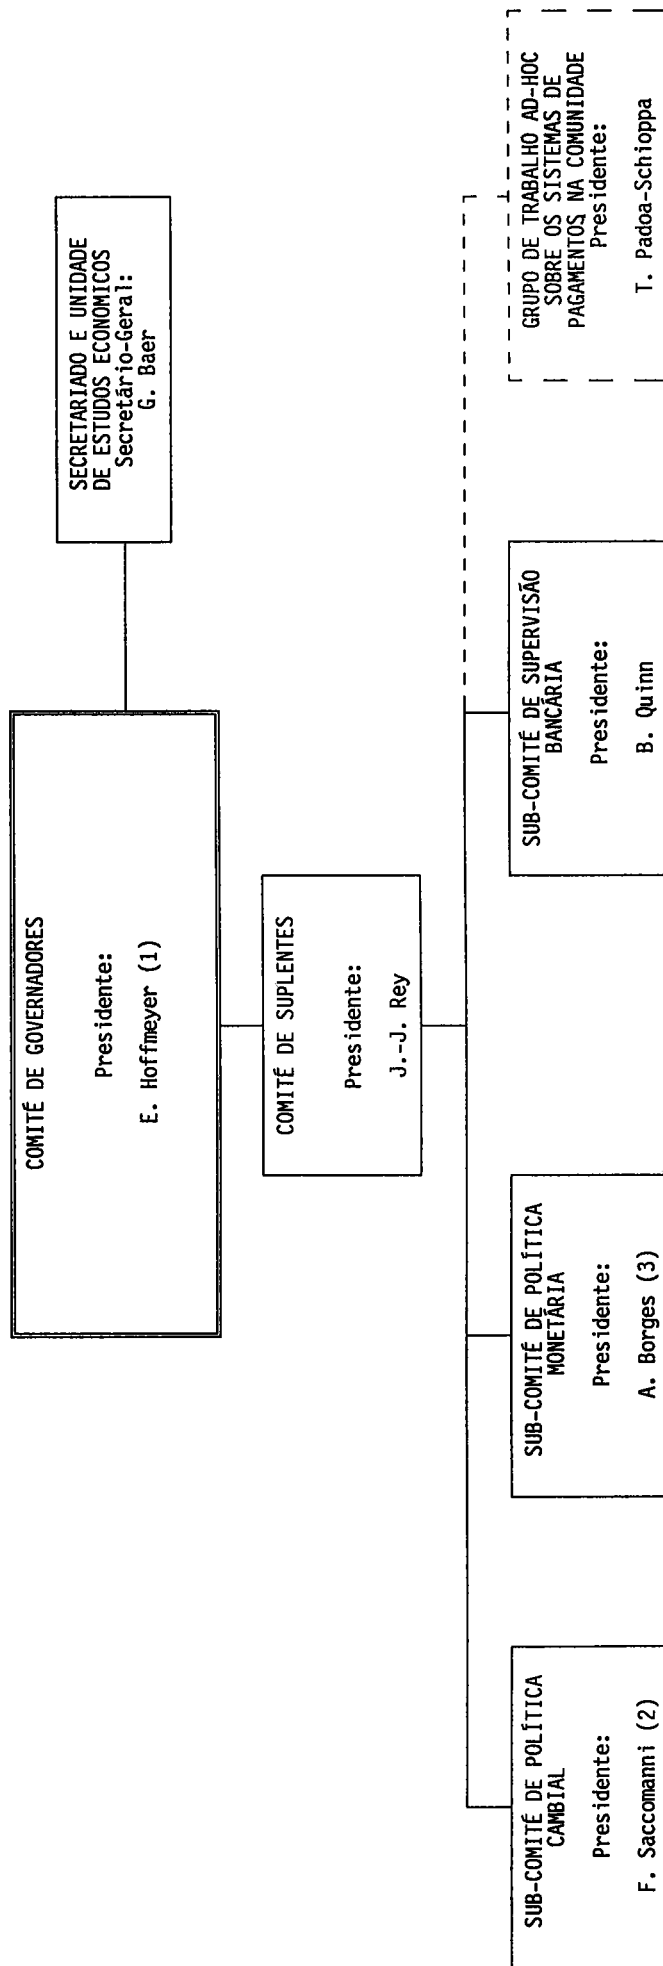 COMITÉ DE GOVERNADORES
Presidente:
E. Hoffmeyer (1)
SECRETARIADO E UNIDADE
DE ESTUDOS ECONOMICOS
Secretário-Geral:
G. Baer
COMITÉ DE SUPLENTES
Presidente:
J.-J. Rey
SUB-COMITÉ DE POLÍTICA
CAMBIAL
Presidente:
F. Saccomanni (2)
SUB-COMITÉ DE POLÍTICA
MONETÁRIA
Presidente:
A. Borges (3)
SUB-COMITÉ DE SUPERVISÃO
BANCÁRIA
Presidente:
B. Quinn
GRUPO DE TRABALHO AD-HOC
SOBRE OS SISTEMAS DE
PAGAMENTOS NA COMUNIDADE
Presidente:
T. Padoa-Schioppa